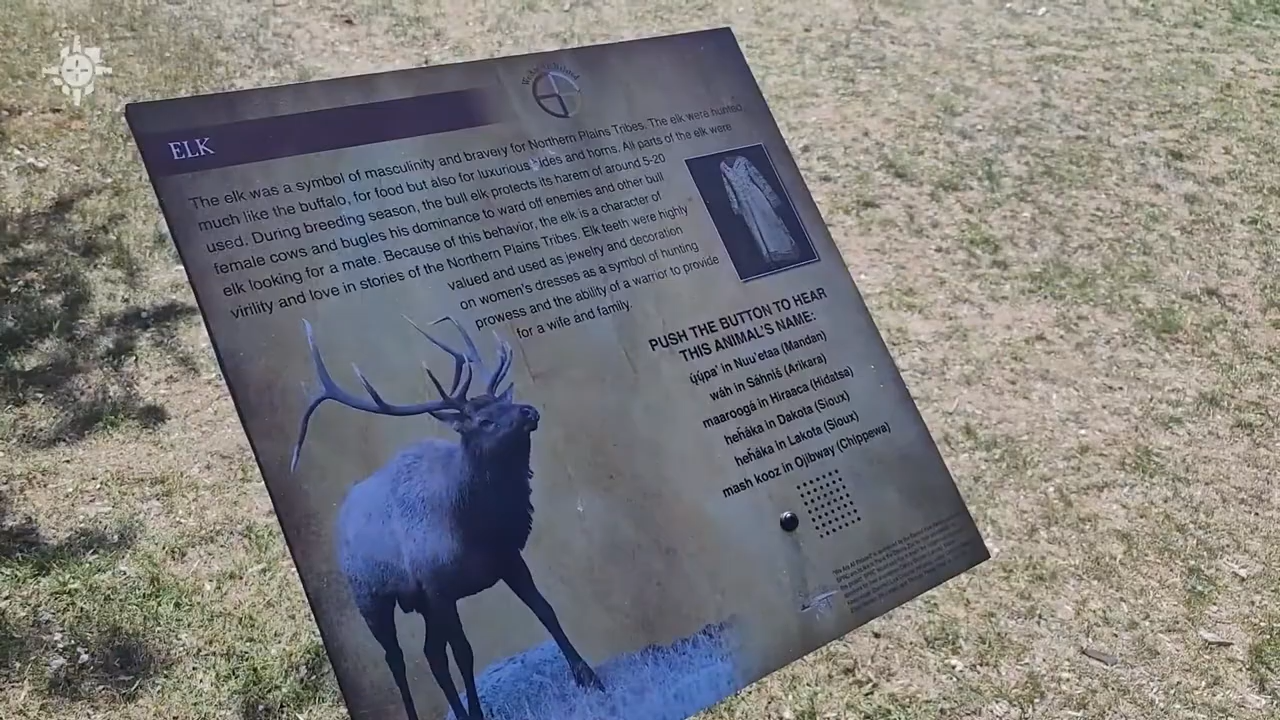 ELK
The elk was a symbol of masculinity and bravery for Northern Plains Tribes. The elk were hunted
much like the buffalo, for food but also for luxurious hides and horns. All parts of the elk were
used. During breeding season, the bull elk protects its harem of around 5-20
female cows and bugles his dominance to ward off enemies and other bull
elk looking for a mate. Because of this behavior, the elk is a character of
virility and love in stories of the Northern Plains Tribes. Elk teeth were highly
valued and used as jewelry and decoration
on women's dresses as a symbol of hunting
prowess and the ability of a warrior to provide
for a wife and family.
PUSH THE BUTTON TO HEAR
THIS ANIMAL'S NAME:
ų́ųpa' in Nuu'etaa (Mandan)
wáh in Sáhniš (Arikara)
maaroogá in Hiraaca (Hidatsa)
heȟáka in Dakota (Sioux)
heȟáka in Lakota (Sioux)
mash kooz in Ojibway (Chippewa)